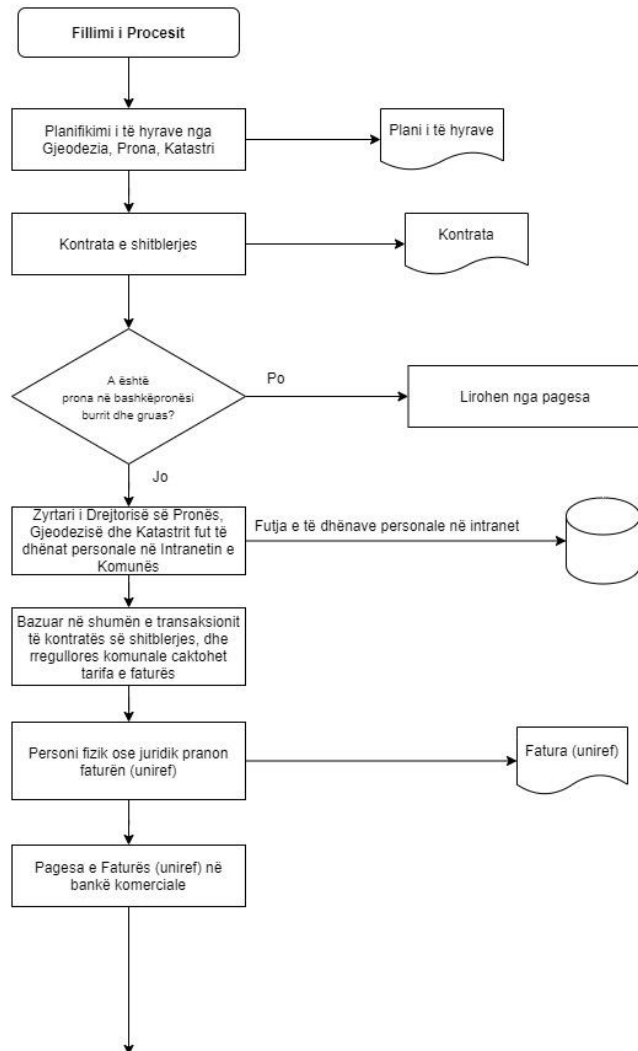 Fillimi i Procesit
Planifikimi i të hyrave nga
Gjeodezia, Prona, Katastri
Plani i të hyrave
Kontrata e shitblerjes
Kontrata
A është
prona në bashkëpronësi
burrit dhe gruas?
Po
Lirohen nga pagesa
Jo
Zyrtari i Drejtorisë së Pronës,
Gjeodezisë dhe Katastrit fut të
dhënat personale në Intranetin e
Komunës
Futja e të dhënave personale në intranet
Bazuar në shumën e transaksionit
të kontratës së shitblerjes, dhe
rregullores komunale caktohet
tarifa e faturës
Personi fizik ose juridik pranon
faturën (uniref)
Fatura (uniref)
Pagesa e Faturës (uniref) në
bankë komerciale